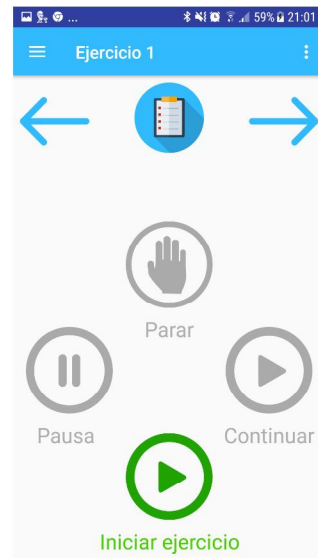 ... 59% 21:01
Ejercicio 1
Parar
Pausa
Continuar
Iniciar ejercicio